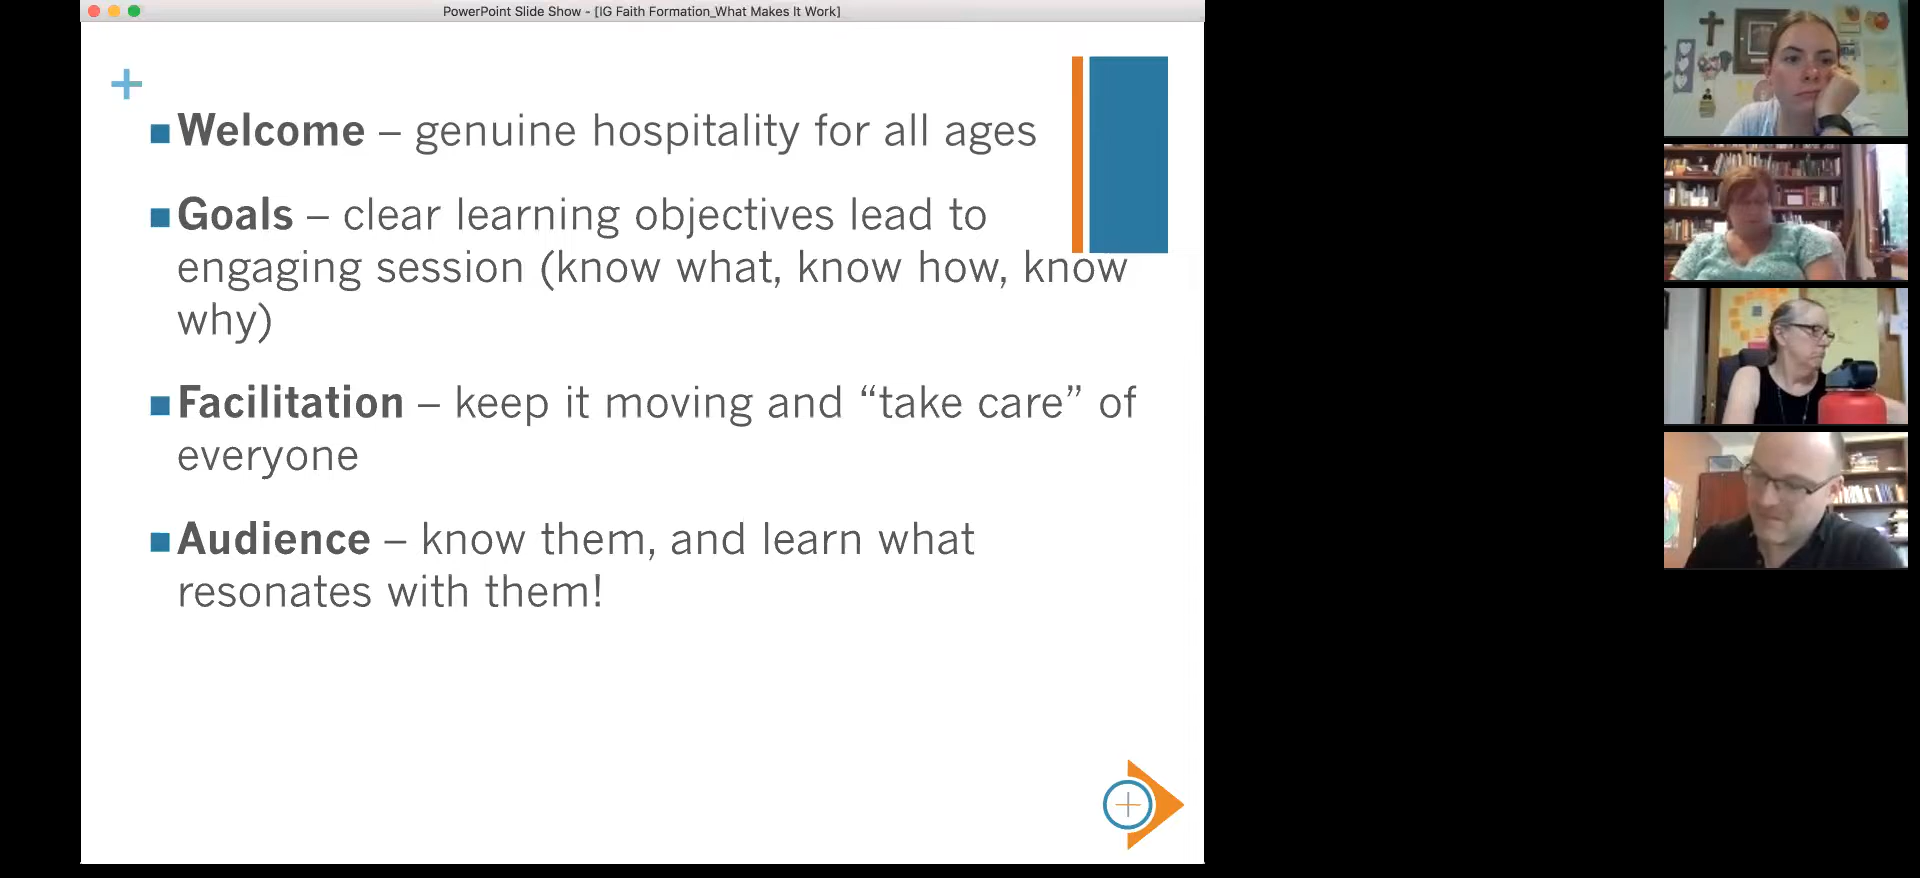 PowerPoint Slide Show - [IG Faith Formation_What Makes It Work]
Welcome – genuine hospitality for all ages
Goals – clear learning objectives lead to
engaging session (know what, know how, know
why)
Facilitation – keep it moving and “take care” of
everyone
Audience – know them, and learn what
resonates with them!